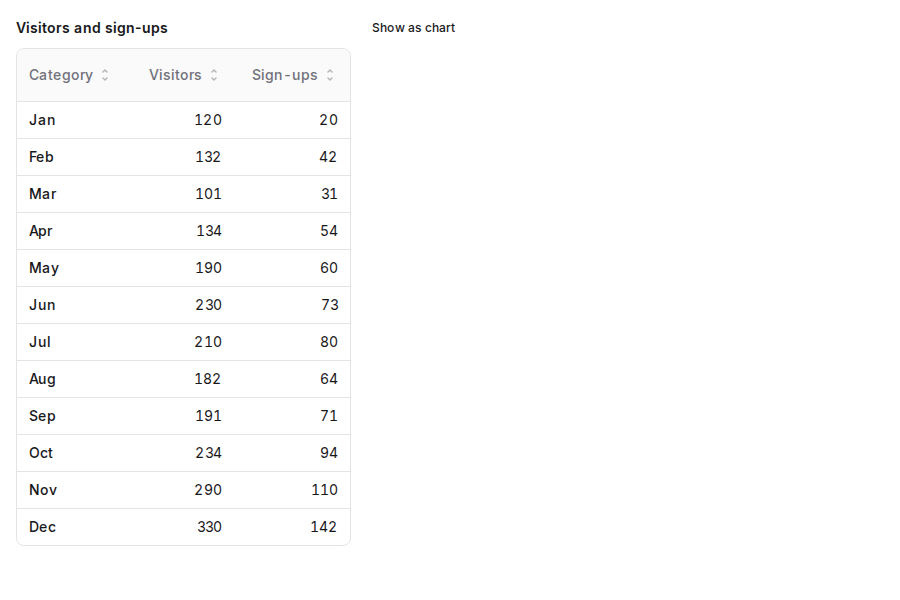 Visitors and sign-ups Show as chart
Category Visitors Sign-ups
Jan 120 20
Feb 132 42
Mar 101 31
Apr 134 54
May 190 60
Jun 230 73
Jul 210 80
Aug 182 64
Sep 191 71
Oct 234 94
Nov 290 110
Dec 330 142